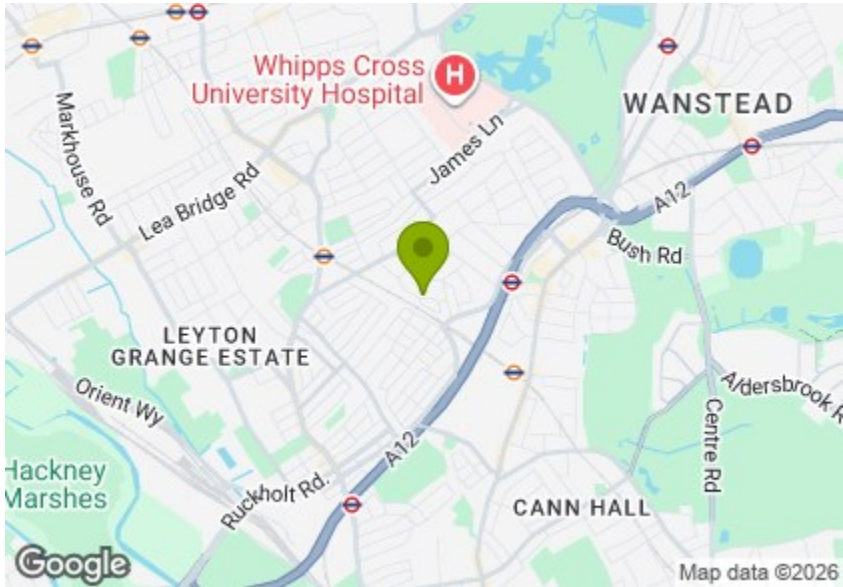 Whipps Cross
University Hospital
H
WANSTEAD
Markhouse Rd
James Ln
Lea Bridge Rd
A12
Bush Rd
LEYTON
GRANGE ESTATE
Orient Wy
Aldersbrook R
Centre Rd
A12
Hackney
Marshes
Ruckholt Rd.
CANN HALL
Google
Map data ©2026